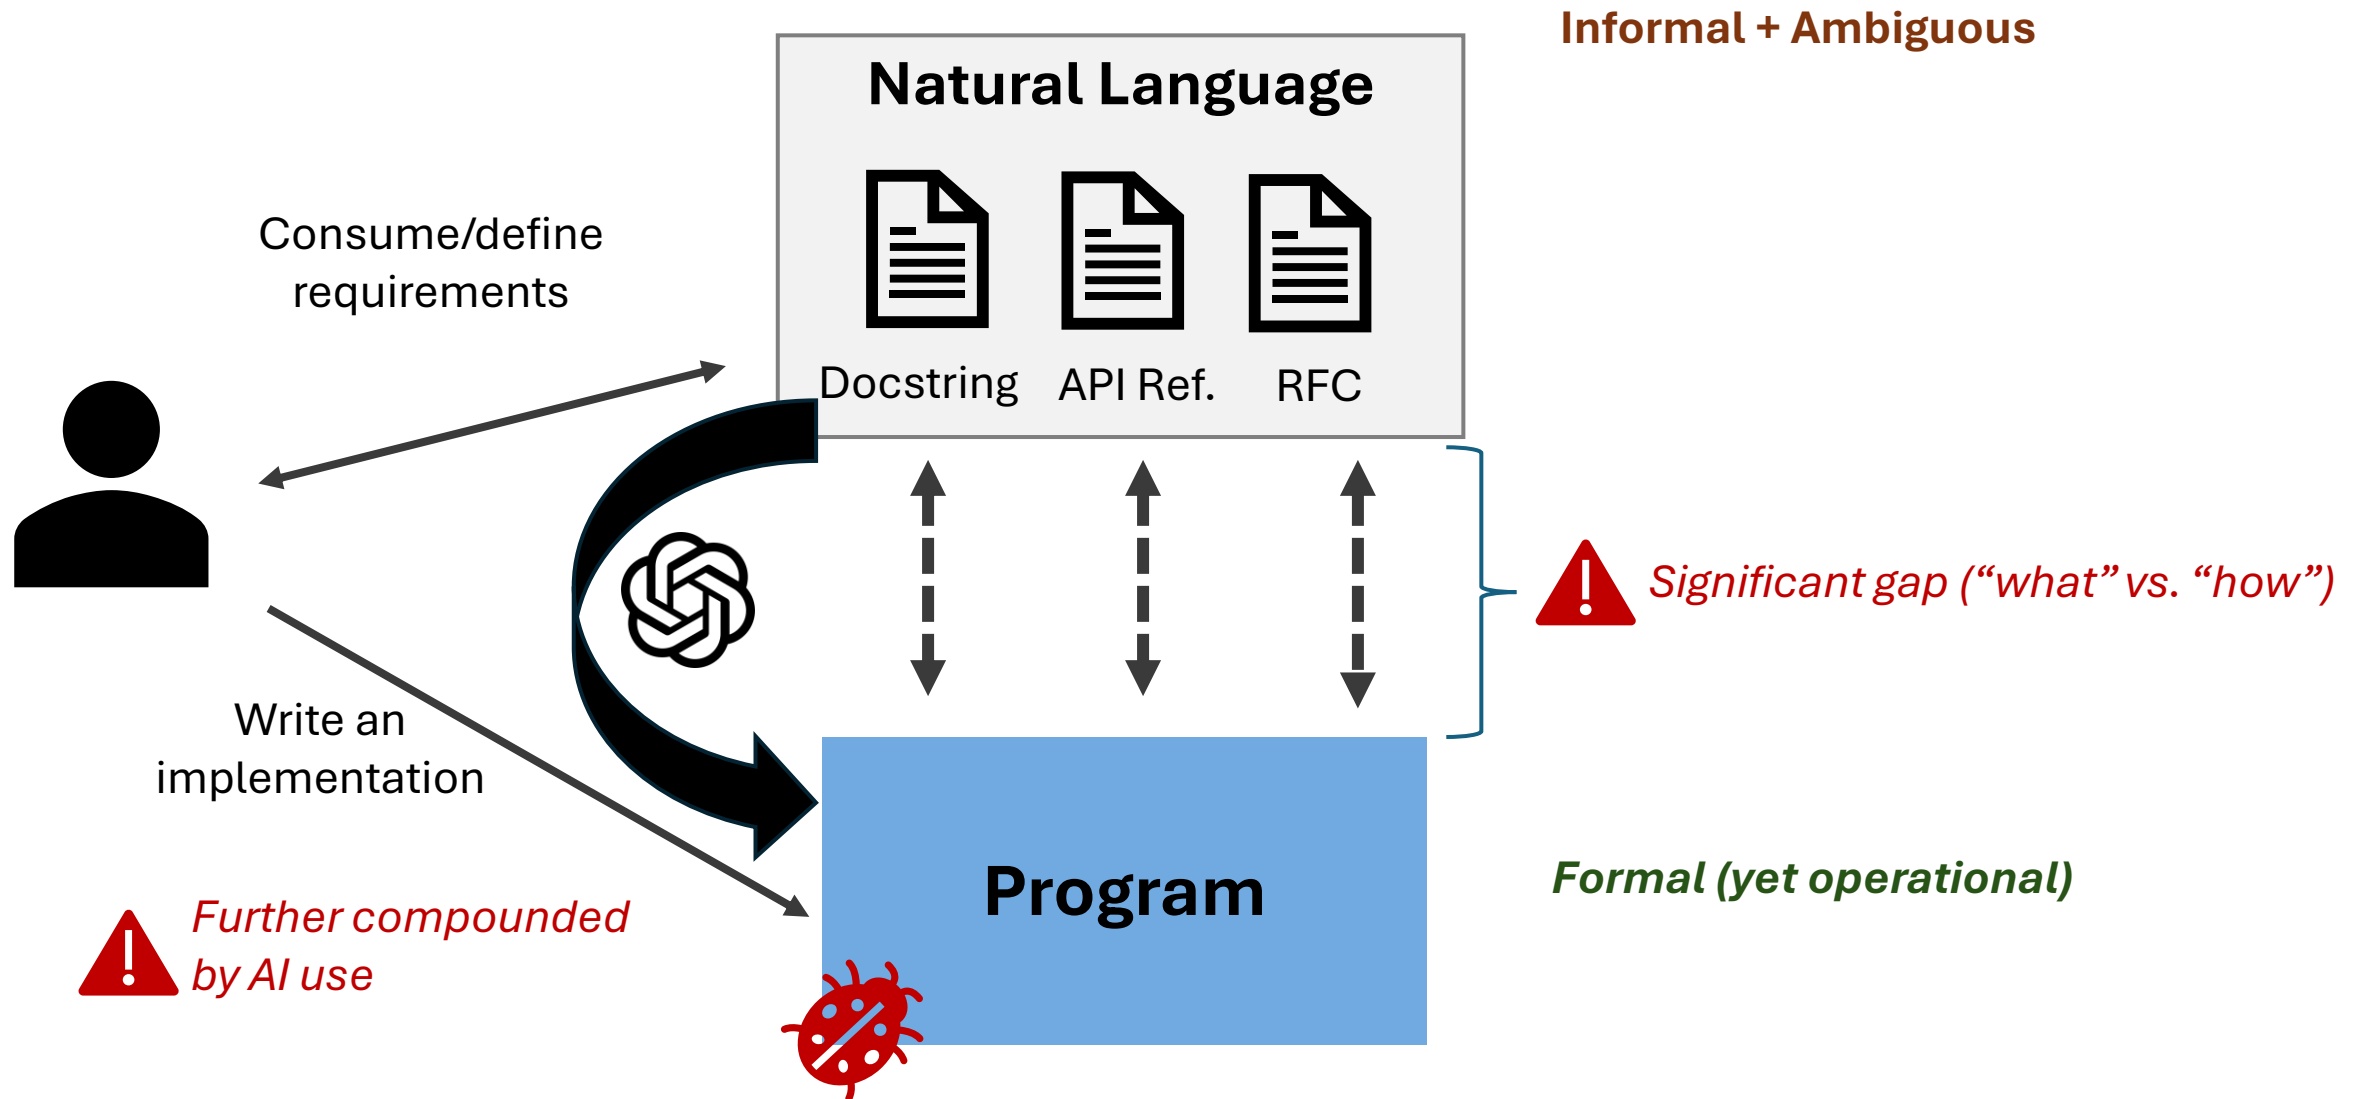 Informal + Ambiguous
Natural Language
Consume/define
requirements
Docstring
API Ref.
RFC
Significant gap (“what” vs. “how”)
Write an
implementation
Program
Formal (yet operational)
Further compounded
by AI use